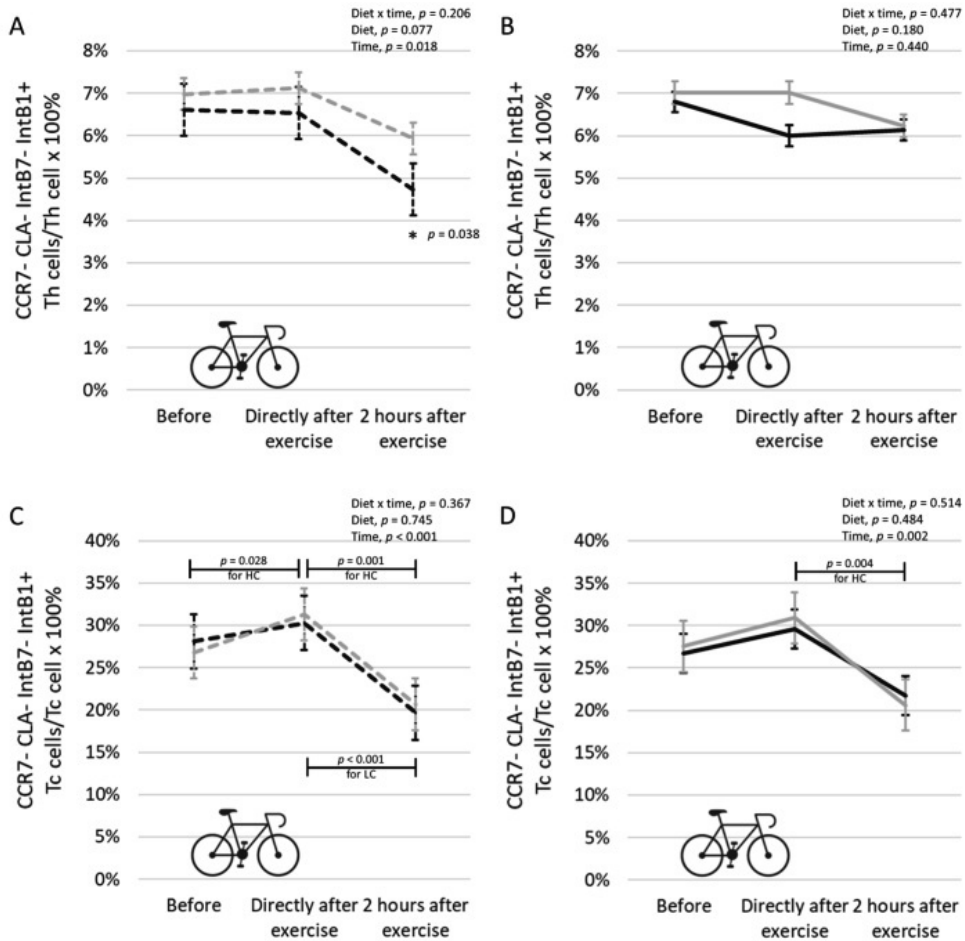 A
Diet x time, p = 0.206
Diet, p = 0.077
Time, p = 0.018
CCR7- CLA- IntB7- IntB1+
Th cells/Th cell x 100%
8%
7%
6%
5%
4%
3%
2%
1%
0%
* p = 0.038
Before
Directly after
exercise
2 hours after
exercise
B
Diet x time, p = 0.477
Diet, p = 0.180
Time, p = 0.440
CCR7- CLA- IntB7- IntB1+
Th cells/Th cell x 100%
8%
7%
6%
5%
4%
3%
2%
1%
0%
Before
Directly after
exercise
2 hours after
exercise
C
Diet x time, p = 0.367
Diet, p = 0.745
Time, p < 0.001
CCR7- CLA- IntB7- IntB1+
Tc cells/Tc cell x 100%
40%
35%
30%
25%
20%
15%
10%
5%
0%
p = 0.028
for HC
p = 0.001
for HC
p < 0.001
for LC
Before
Directly after
exercise
2 hours after
exercise
D
Diet x time, p = 0.514
Diet, p = 0.484
Time, p = 0.002
CCR7- CLA- IntB7- IntB1+
Tc cells/Tc cell x 100%
40%
35%
30%
25%
20%
15%
10%
5%
0%
p = 0.004
for HC
Before
Directly after
exercise
2 hours after
exercise